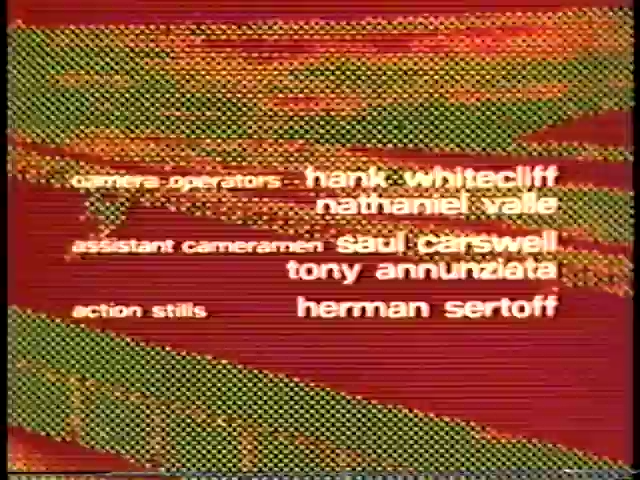 camera operators hank whitecliff
nathaniel valle
assistant cameramen saul carswell
tony annunziata
action stills herman sertoff